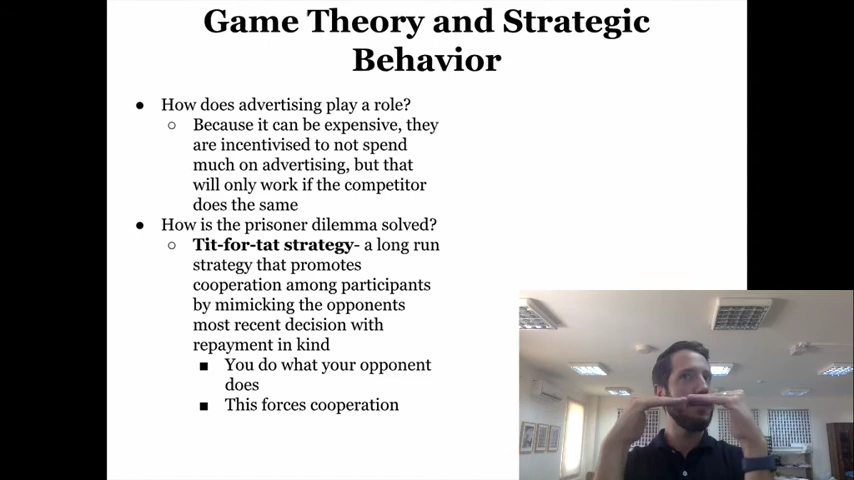 Game Theory and Strategic
Behavior
● How does advertising play a role?
○ Because it can be expensive, they
are incentivised to not spend
much on advertising, but that
will only work if the competitor
does the same
● How is the prisoner dilemma solved?
○ Tit-for-tat strategy- a long run
strategy that promotes
cooperation among participants
by mimicking the opponents
most recent decision with
repayment in kind
■ You do what your opponent
does
■ This forces cooperation